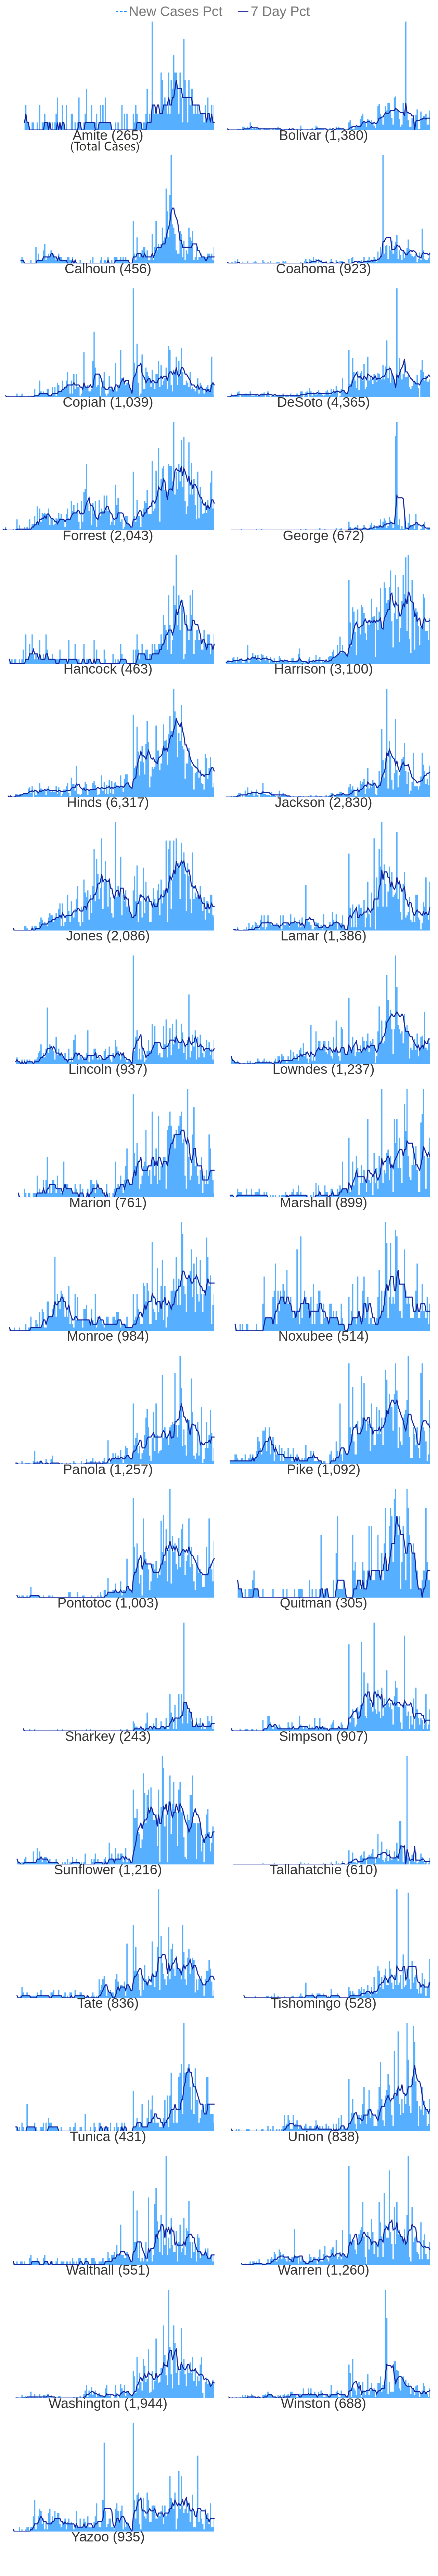 New Cases Pct 7 Day Pct
Amite (265)
(Total Cases)
Bolivar (1,380)
Calhoun (456)
Coahoma (923)
Copiah (1,039)
DeSoto (4,365)
Forrest (2,043)
George (672)
Hancock (463)
Harrison (3,100)
Hinds (6,317)
Jackson (2,830)
Jones (2,086)
Lamar (1,386)
Lincoln (937)
Lowndes (1,237)
Marion (761)
Marshall (899)
Monroe (984)
Noxubee (514)
Panola (1,257)
Pike (1,092)
Pontotoc (1,003)
Quitman (305)
Sharkey (243)
Simpson (907)
Sunflower (1,216)
Tallahatchie (610)
Tate (836)
Tishomingo (528)
Tunica (431)
Union (838)
Walthall (551)
Warren (1,260)
Washington (1,944)
Winston (688)
Yazoo (935)